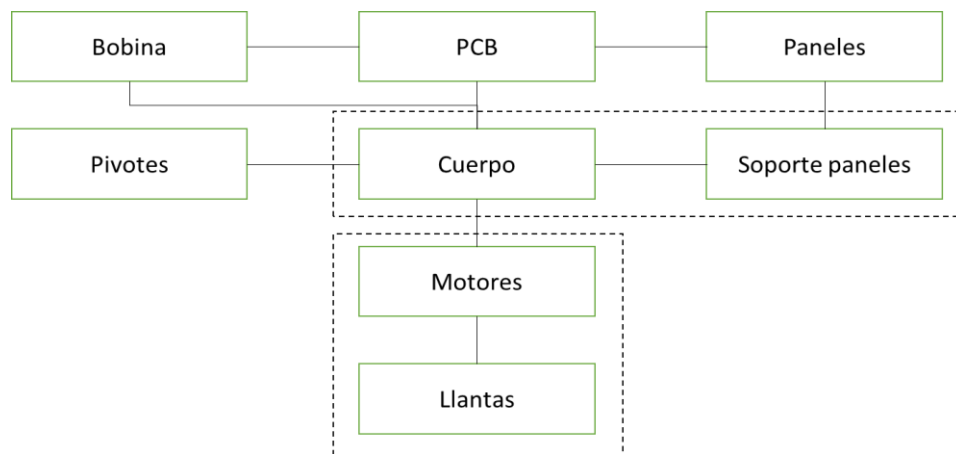 Bobina
PCB
Paneles
Pivotes
Cuerpo
Soporte paneles
Motores
Llantas